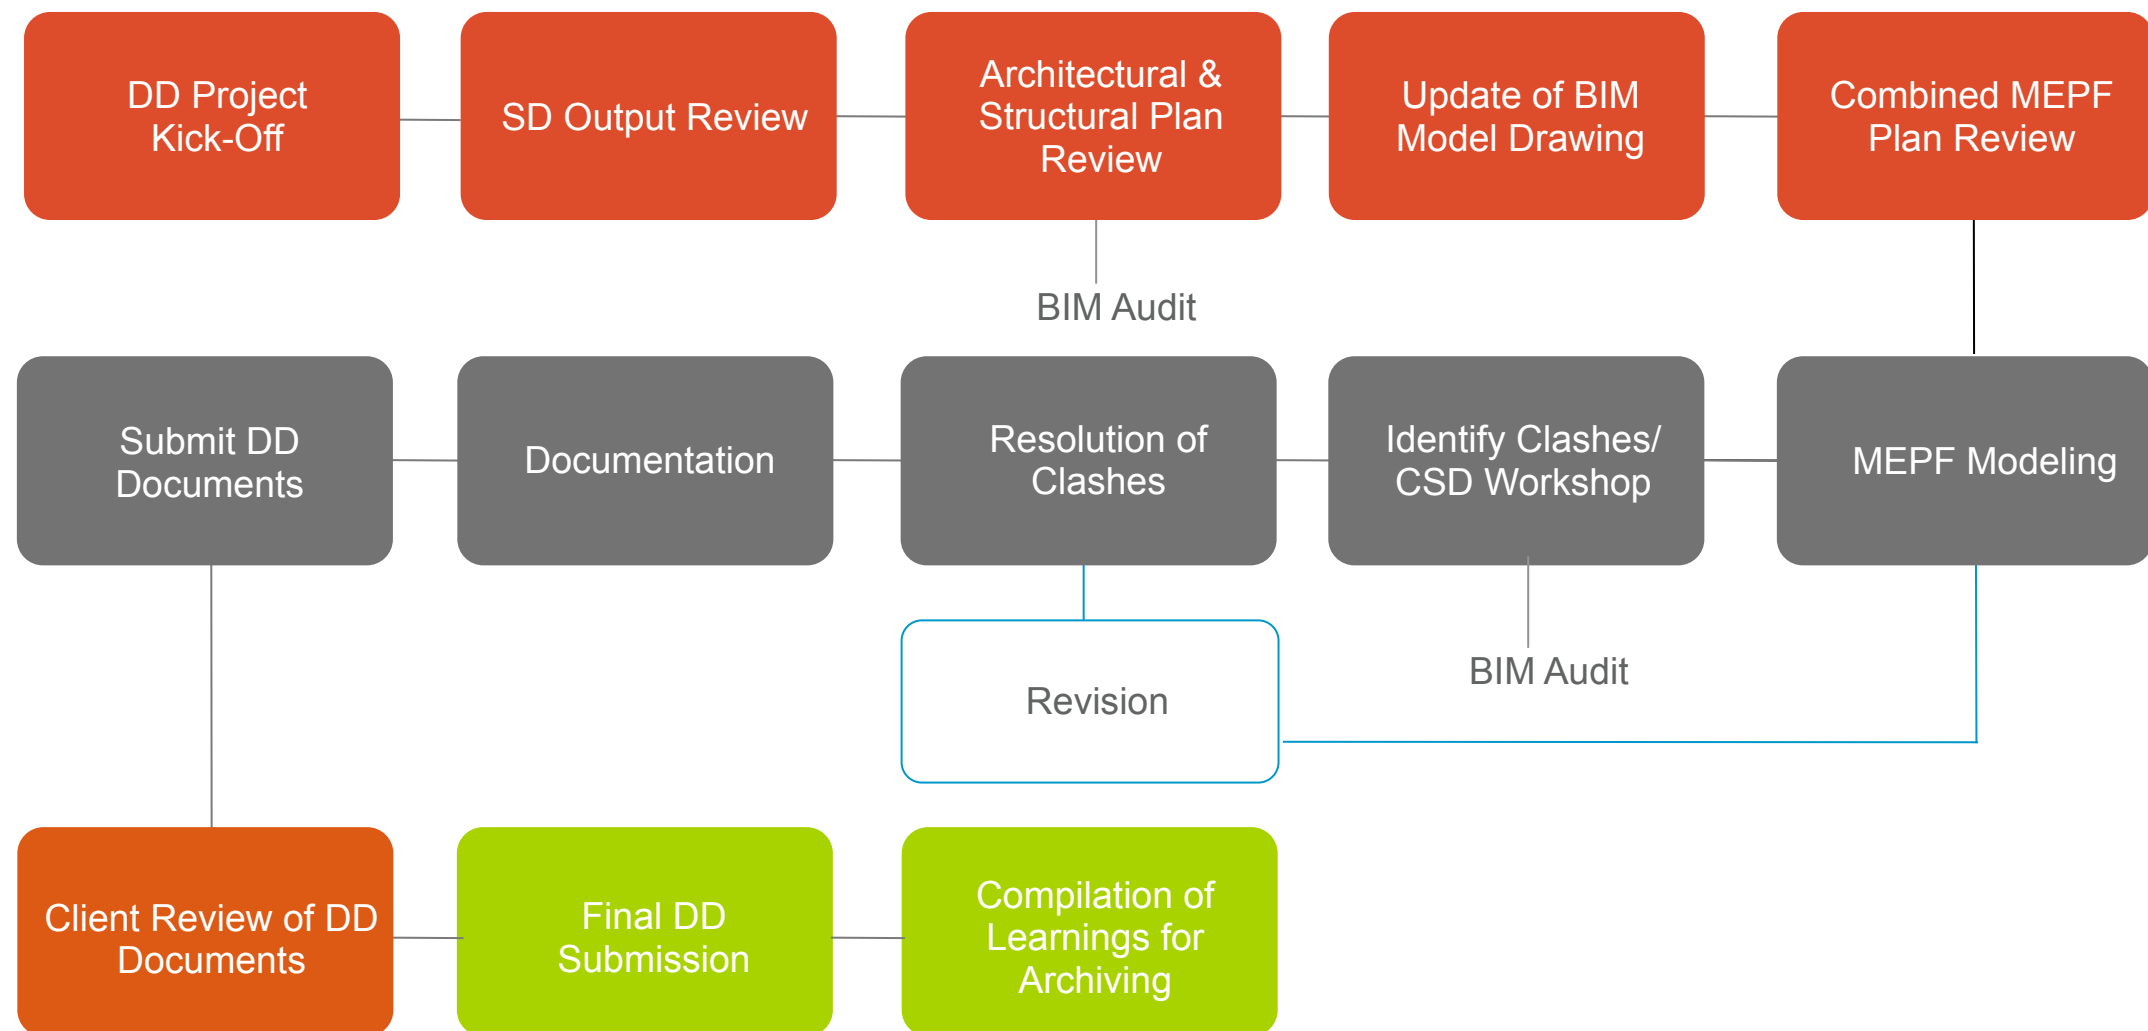 DD Project
Kick-Off
SD Output Review
Architectural &
Structural Plan
Review
Update of BIM
Model Drawing
Combined MEPF
Plan Review
BIM Audit
Submit DD
Documents
Documentation
Resolution of
Clashes
Identify Clashes/
CSD Workshop
MEPF Modeling
Revision
BIM Audit
Client Review of DD
Documents
Final DD
Submission
Compilation of
Learnings for
Archiving